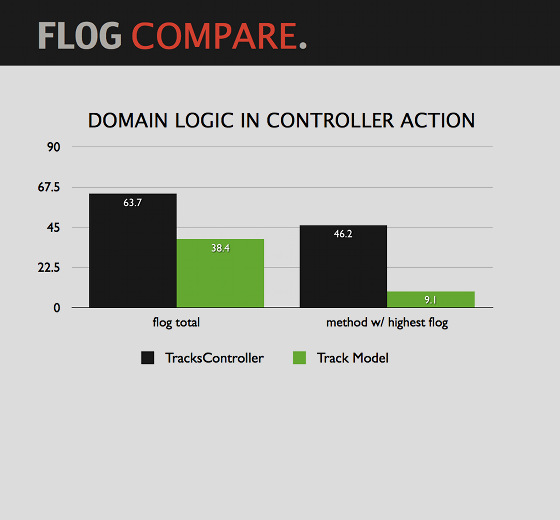 FLOG COMPARE.
DOMAIN LOGIC IN CONTROLLER ACTION
90
67.5
45
22.5
0
63.7
38.4
46.2
9.1
flog total
method w/ highest flog
TracksController
Track Model